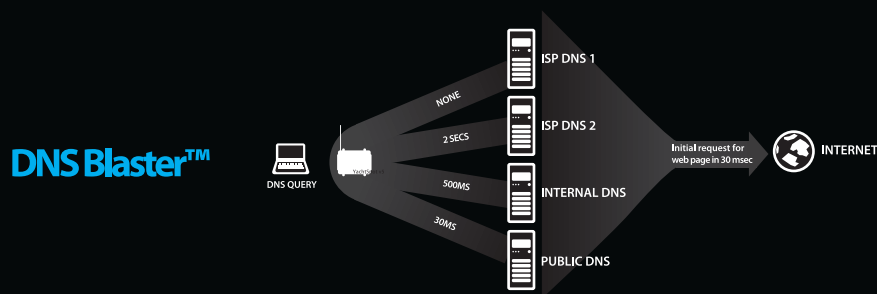 DNS Blaster™
DNS QUERY
NONE
2 SECS
500MS
30MS
ISP DNS 1
ISP DNS 2
INTERNAL DNS
PUBLIC DNS
Initial request for
web page in 30 msec
INTERNET